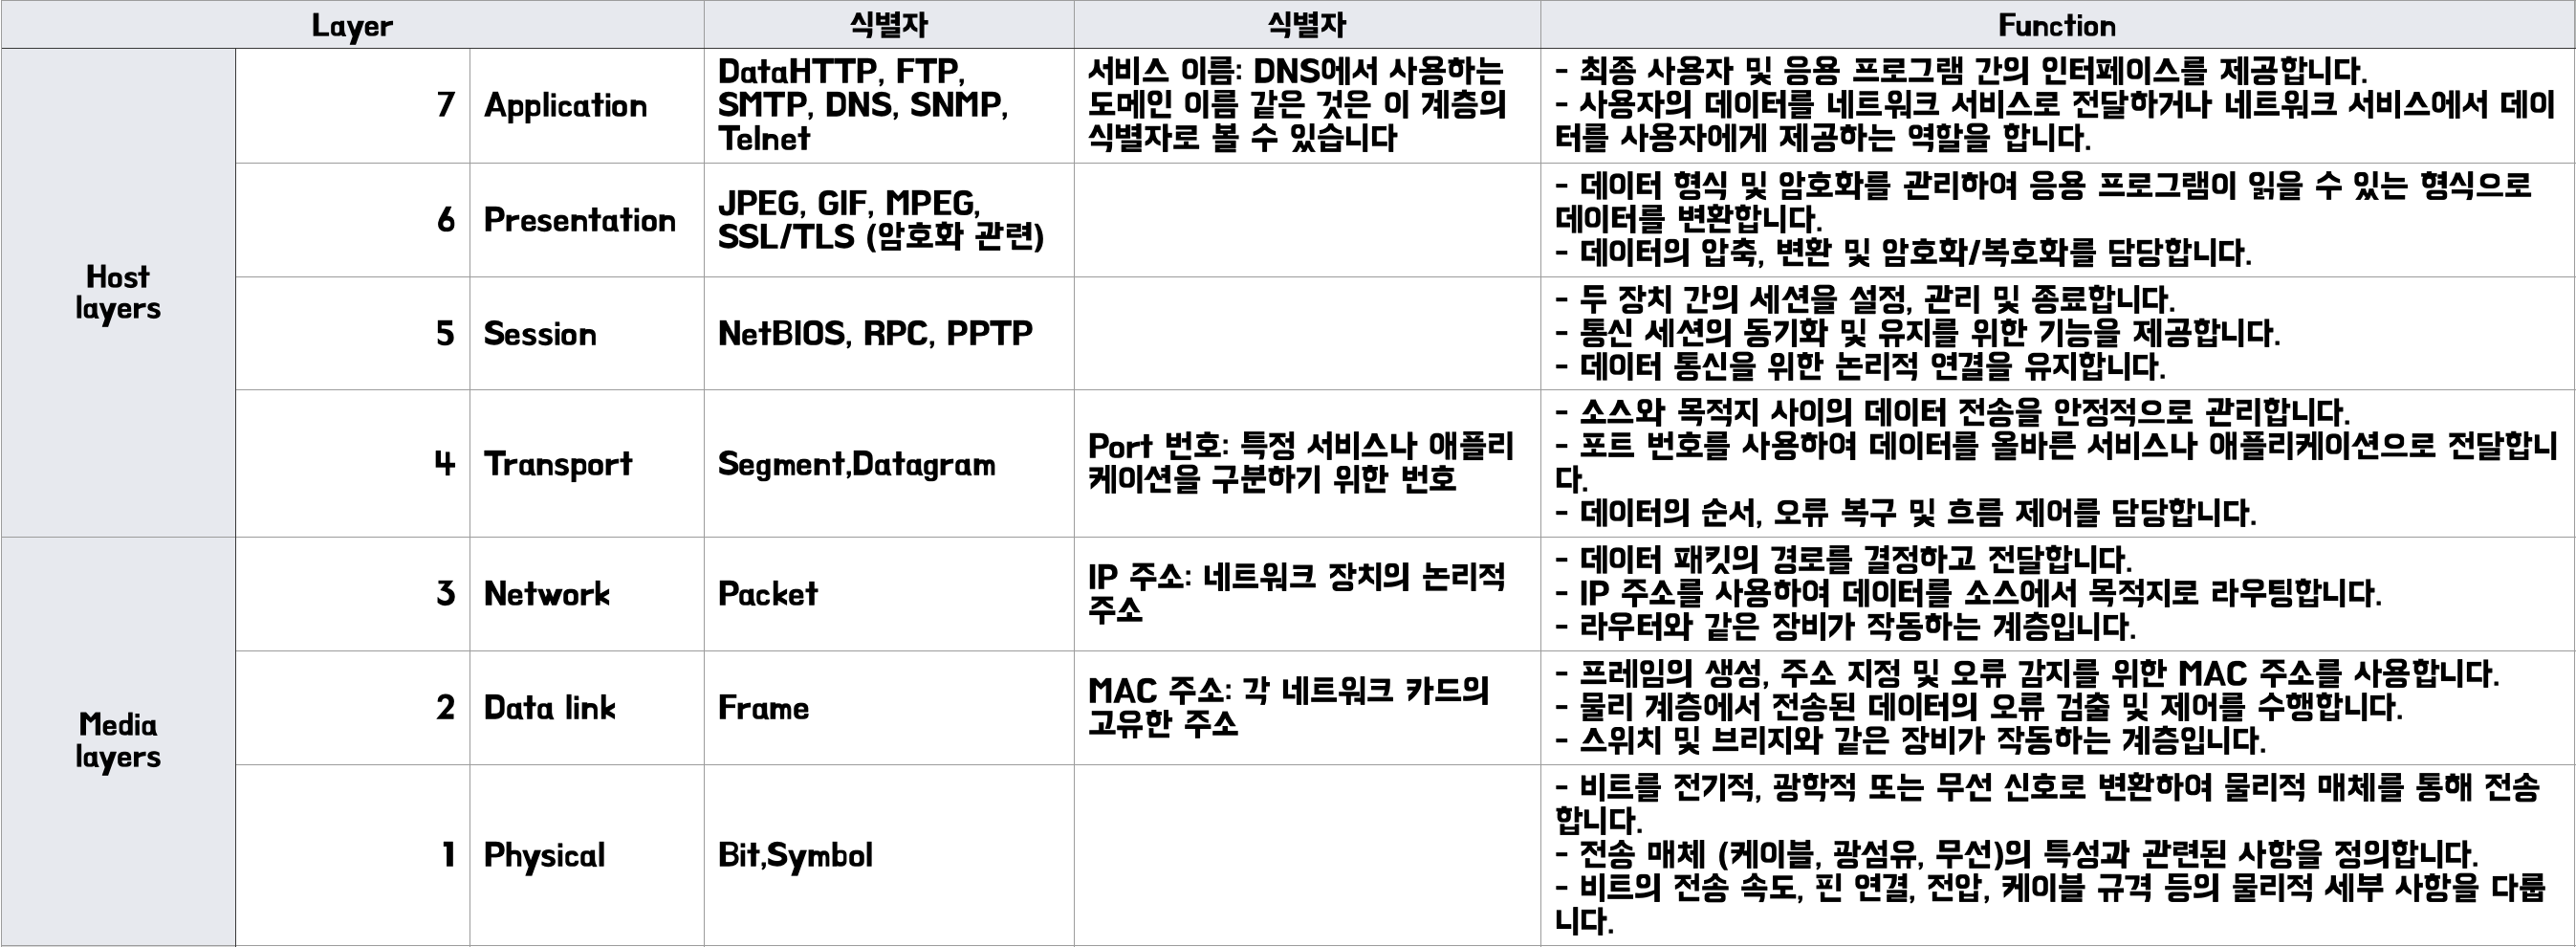 Layer
식별자
식별자
Function
Host
layers
7
Application
DataHTTP, FTP,
SMTP, DNS, SNMP,
Telnet
서비스 이름: DNS에서 사용하는
도메인 이름 같은 것은 이 계층의
식별자로 볼 수 있습니다
- 최종 사용자 및 응용 프로그램 간의 인터페이스를 제공합니다.
- 사용자의 데이터를 네트워크 서비스로 전달하거나 네트워크 서비스에서 데이
터를 사용자에게 제공하는 역할을 합니다.
6
Presentation
JPEG, GIF, MPEG,
SSL/TLS (암호화 관련)
- 데이터 형식 및 암호화를 관리하여 응용 프로그램이 읽을 수 있는 형식으로
데이터를 변환합니다.
- 데이터의 압축, 변환 및 암호화/복호화를 담당합니다.
5
Session
NetBIOS, RPC, PPTP
- 두 장치 간의 세션을 설정, 관리 및 종료합니다.
- 통신 세션의 동기화 및 유지를 위한 기능을 제공합니다.
- 데이터 통신을 위한 논리적 연결을 유지합니다.
4
Transport
Segment,Datagram
Port 번호: 특정 서비스나 애플리
케이션을 구분하기 위한 번호
- 소스와 목적지 사이의 데이터 전송을 안정적으로 관리합니다.
- 포트 번호를 사용하여 데이터를 올바른 서비스나 애플리케이션으로 전달합니
다.
- 데이터의 순서, 오류 복구 및 흐름 제어를 담당합니다.
Media
layers
3
Network
Packet
IP 주소: 네트워크 장치의 논리적
주소
- 데이터 패킷의 경로를 결정하고 전달합니다.
- IP 주소를 사용하여 데이터를 소스에서 목적지로 라우팅합니다.
- 라우터와 같은 장비가 작동하는 계층입니다.
2
Data link
Frame
MAC 주소: 각 네트워크 카드의
고유한 주소
- 프레임의 생성, 주소 지정 및 오류 감지를 위한 MAC 주소를 사용합니다.
- 물리 계층에서 전송된 데이터의 오류 검출 및 제어를 수행합니다.
- 스위치 및 브리지와 같은 장비가 작동하는 계층입니다.
1
Physical
Bit,Symbol
- 비트를 전기적, 광학적 또는 무선 신호로 변환하여 물리적 매체를 통해 전송
합니다.
- 전송 매체 (케이블, 광섬유, 무선)의 특성과 관련된 사항을 정의합니다.
- 비트의 전송 속도, 핀 연결, 전압, 케이블 규격 등의 물리적 세부 사항을 다룹
니다.